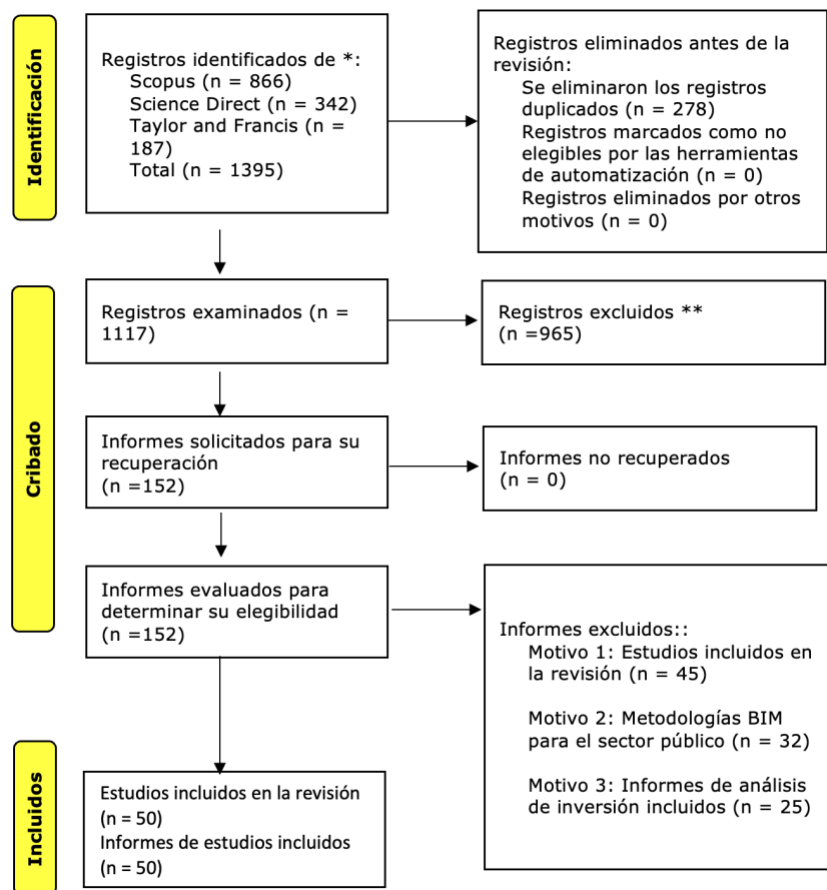 Identificación
Registros identificados de *:
Scopus (n = 866)
Science Direct (n = 342)
Taylor and Francis (n =
187)
Total (n = 1395)
Registros eliminados antes de la
revisión:
Se eliminaron los registros
duplicados (n = 278)
Registros marcados como no
elegibles por las herramientas
de automatización (n = 0)
Registros eliminados por otros
motivos (n = 0)
Cribado
Registros examinados (n =
1117)
Registros excluidos **
(n =965)
Informes solicitados para su
recuperación
(n =152)
Informes no recuperados
(n = 0)
Informes evaluados para
determinar su elegibilidad
(n =152)
Informes excluidos::
Motivo 1: Estudios incluidos en
la revisión (n = 45)
Motivo 2: Metodologías BIM
para el sector público (n = 32)
Motivo 3: Informes de análisis
de inversión incluidos (n = 25)
Incluidos
Estudios incluidos en la revisión
(n = 50)
Informes de estudios incluidos
(n = 50)